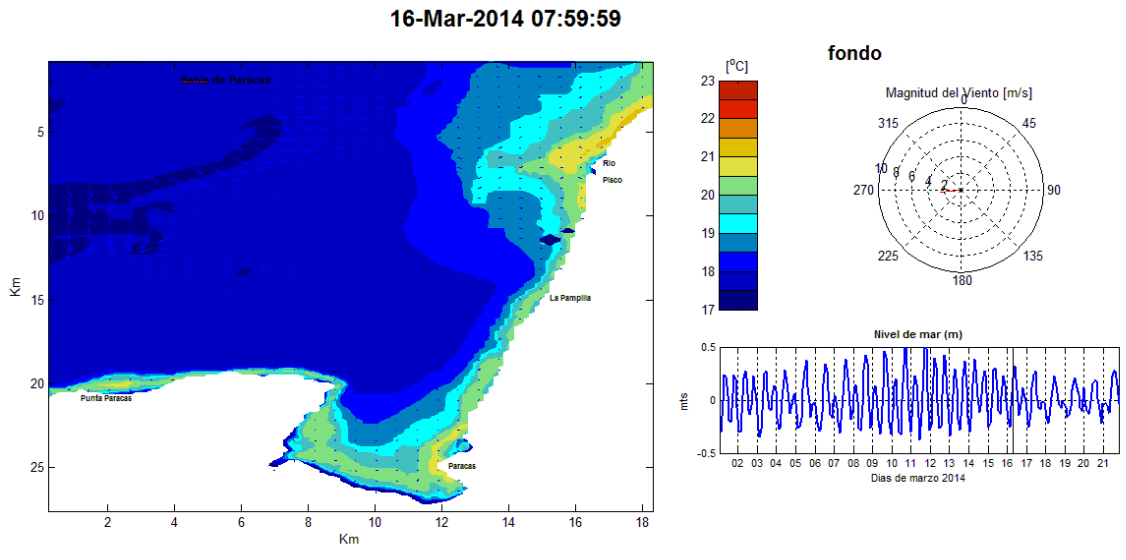 16-Mar-2014 07:59:59
Bahia de Paracas
Rio
Pisco
La Pampilla
Punta Paracas
Paracas
5
10
15
20
25
Km
2
4
6
8
10
12
14
16
18
Km
[°C]
23
22
21
20
19
18
17
fondo
Magnitud del Viento [m/s]
0
45
90
135
180
225
270
315
10
8
6
4
2
Nivel de mar (m)
0.5
0
-0.5
mts
02 03 04 05 06 07 08 09 10 11 12 13 14 15 16 17 18 19 20 21
Dias de marzo 2014